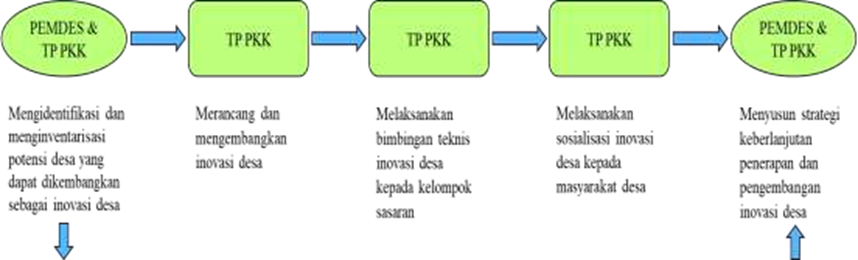 PEMDES &
TP PKK
TP PKK
TP PKK
TP PKK
PEMDES &
TP PKK
Mengidentifikasi dan
menginventarisasi
potensi desa yang
dapat dikembangkan
sebagai inovasi desa
Merancang dan
mengembangkan
inovasi desa
Melaksanakan
bimbingan teknis
inovasi desa
kepada kelompok
sasaran
Melaksanakan
sosialisasi inovasi
desa kepada
masyarakat desa
Menyusun strategi
keberlanjutan
penerapan dan
pengembangan
inovasi desa